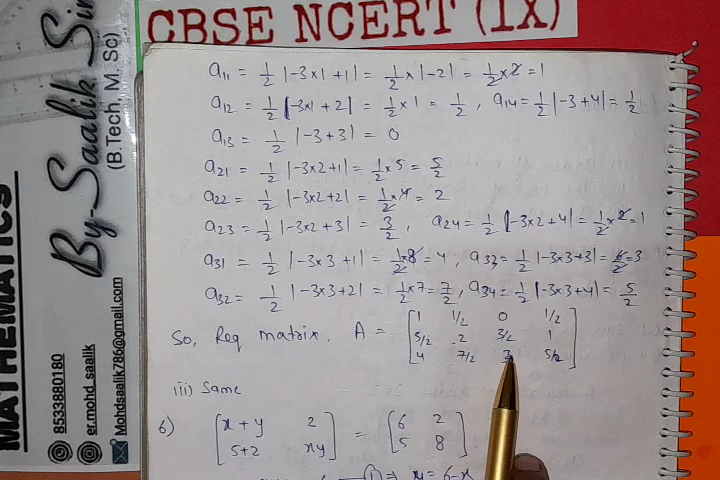 CBSE NCERT (IX)
MATHEMATICS
By-Saalik Sir
(B.Tech, M. Sc)
8533880180
er.mohd_saalik
Mohdsaalik786@gmail.com
a11 = 1/2 |-3×1+1| = 1/2 × |-2| = 1/2 × 2 = 1
a12 = 1/2 |-3×1 + 2| = 1/2 × 1 = 1/2 , a14 = 1/2 |-3+4| = 1/2
a13 = 1/2 |-3+3| = 0
a21 = 1/2 |-3×2+1| = 1/2 × 5 = 5/2
a22 = 1/2 |-3×2+2| = 1/2 × 4 = 2
a23 = 1/2 |-3×2 + 3| = 3/2 , a24 = 1/2 |-3×2+4| = 1/2 × 2 = 1
a31 = 1/2 |-3×3 +1| = 1/2 × 8 = 4 , a33 = 1/2 |-3×3+3| = 6/2 = 3
a32 = 1/2 |-3×3+2| = 1/2 × 7 = 7/2 , a34 = 1/2 |-3×3+4| = 5/2
So, Req matrix, A = [1 1/2 0 1/2
5/2 2 3/2 1
4 7/2 3 5/2]
iii) Same
6) [x + y 2
5+2 xy] = [6 2
5 8]
① ⇒ y = 6-x